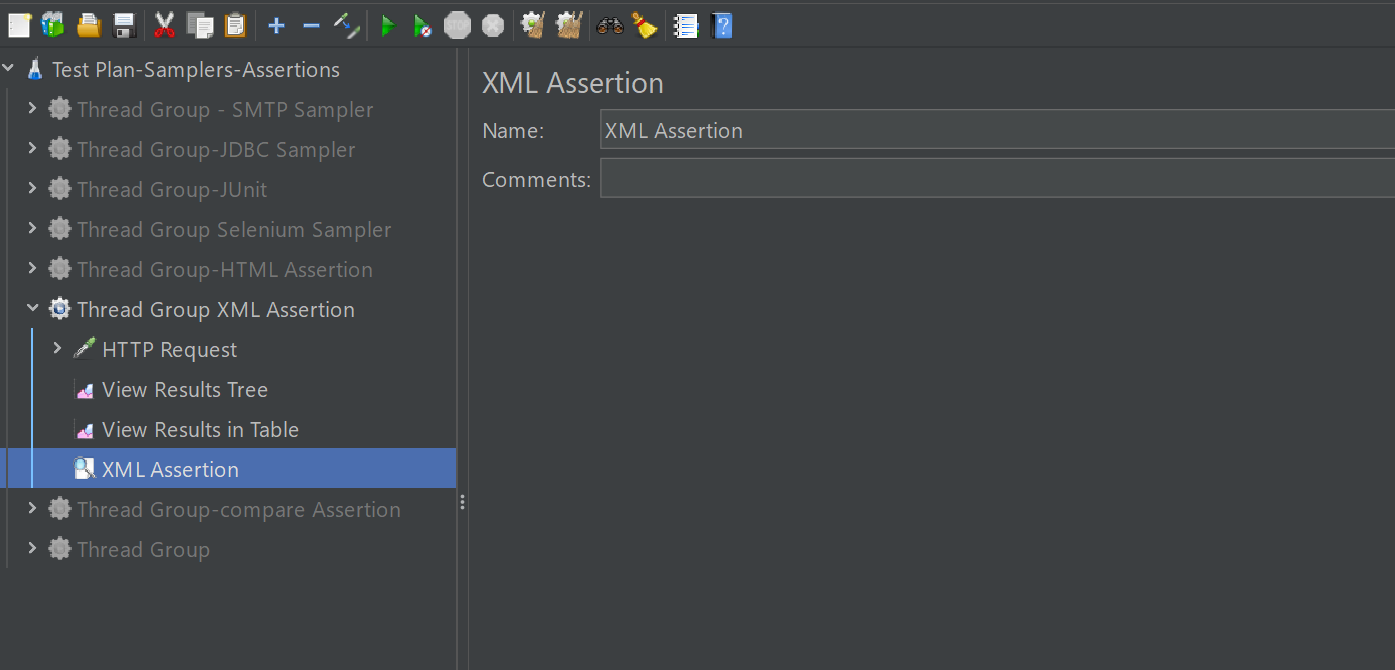 STOP
Test Plan-Samplers-Assertions
Thread Group - SMTP Sampler
Thread Group-JDBC Sampler
Thread Group-JUnit
Thread Group Selenium Sampler
Thread Group-HTML Assertion
Thread Group XML Assertion
HTTP Request
View Results Tree
View Results in Table
XML Assertion
Thread Group-compare Assertion
Thread Group
XML Assertion
Name: XML Assertion
Comments: